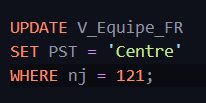 UPDATE V_Equipe_FR
SET PST = 'Centre'
WHERE nj = 121;